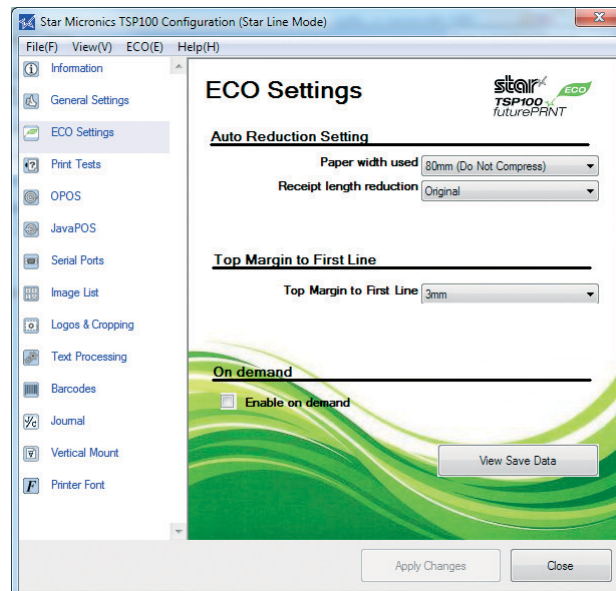 Star Micronics TSP100 Configuration (Star Line Mode)
File(F) View(V) ECO(E) Help(H)
Information
General Settings
ECO Settings
Print Tests
OPOS
JavaPOS
Serial Ports
Image List
Logos & Cropping
Text Processing
Barcodes
Journal
Vertical Mount
Printer Font
ECO Settings
star ECO
TSP100
futurePRNT
Auto Reduction Setting
Paper width used 80mm (Do Not Compress)
Receipt length reduction Original
Top Margin to First Line
Top Margin to First Line 3mm
On demand
Enable on demand
View Save Data
Apply Changes Close